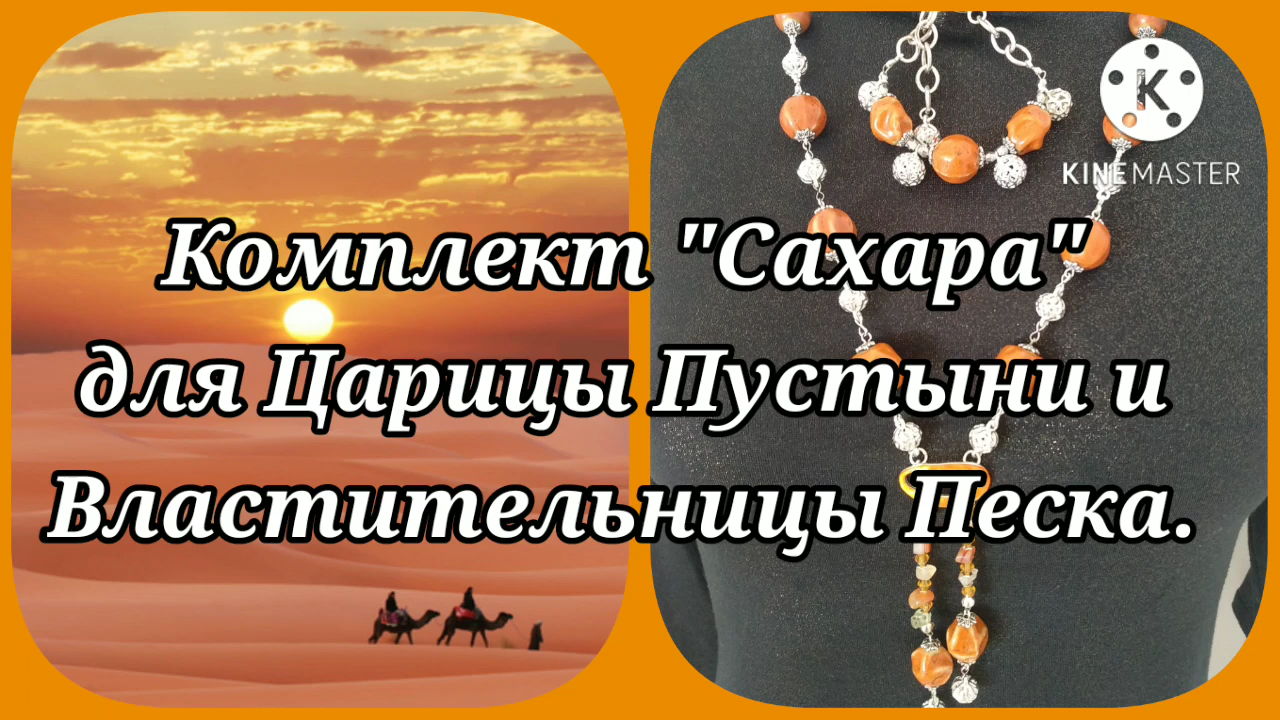 K
KINEMASTER
Комплект "Сахара"
для Царицы Пустыни и
Властительницы Песка.